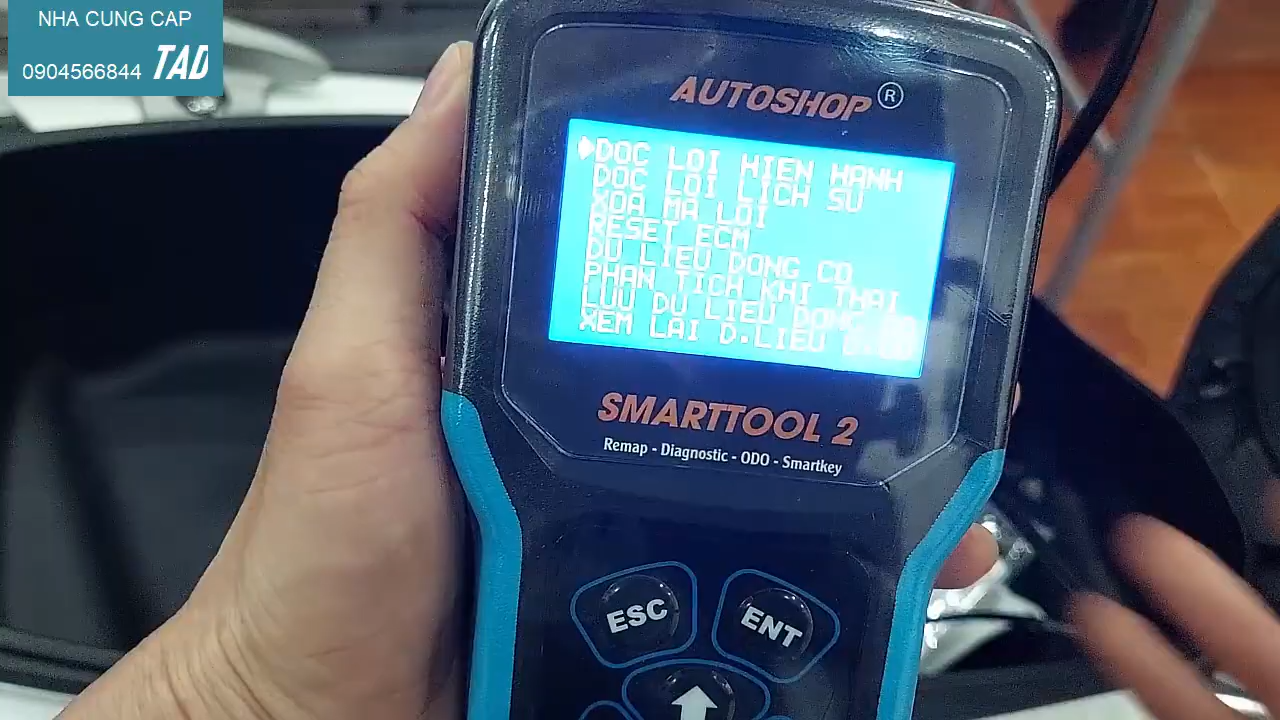 NHA CUNG CAP
0904566844 TAD
AUTOSHOP ®
DOC LOI HIEN HANH
DOC LOI LICH SU
XOA MA LOI
RESET ECM
DU LIEU DONG CO
PHAN TICH KHI THAI
LUU DU LIEU DONG
XEM LAI D.LIEU
SMARTTOOL 2
Remap - Diagnostic - ODO - Smartkey
ESC
ENT